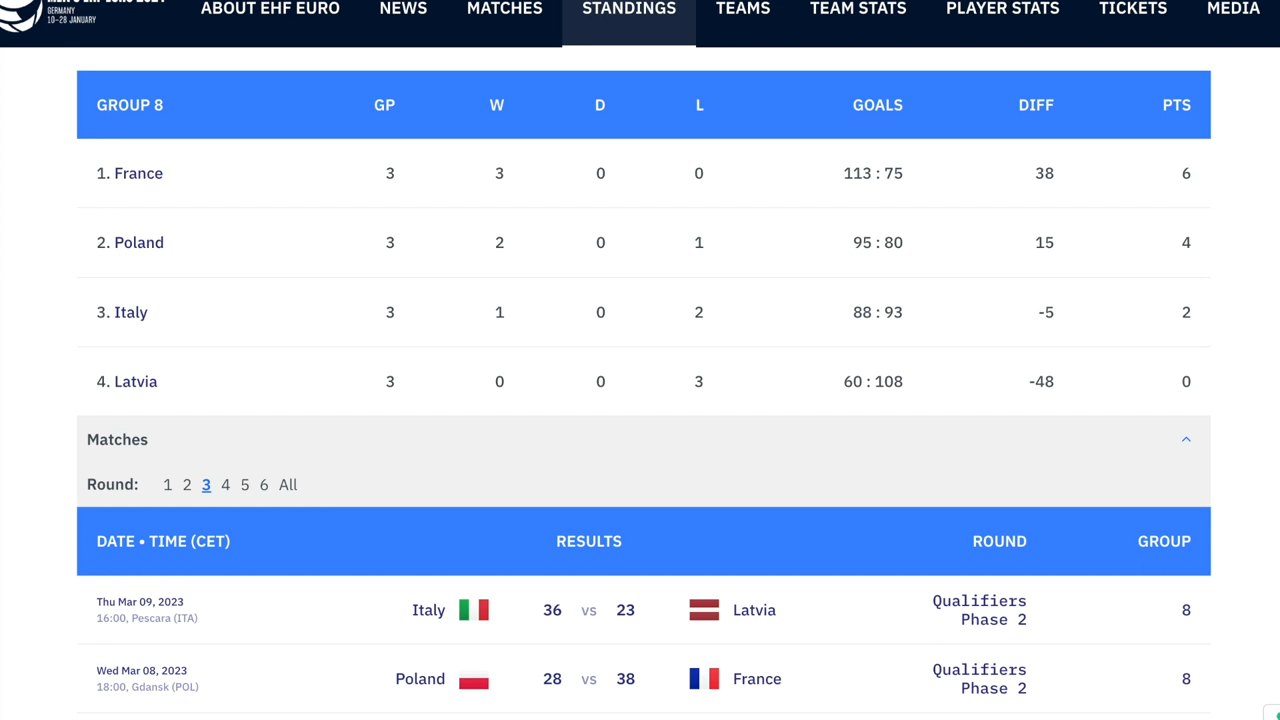 GERMANY
10–28 JANUARY
ABOUT EHF EURO NEWS MATCHES STANDINGS TEAMS TEAM STATS PLAYER STATS TICKETS MEDIA
GROUP 8 GP W D L GOALS DIFF PTS
1. France 3 3 0 0 113 : 75 38 6
2. Poland 3 2 0 1 95 : 80 15 4
3. Italy 3 1 0 2 88 : 93 -5 2
4. Latvia 3 0 0 3 60 : 108 -48 0
Matches
Round: 1 2 3 4 5 6 All
DATE • TIME (CET) RESULTS ROUND GROUP
Thu Mar 09, 2023
16:00, Pescara (ITA)
Italy 36 vs 23 Latvia
Qualifiers
Phase 2
8
Wed Mar 08, 2023
18:00, Gdansk (POL)
Poland 28 vs 38 France
Qualifiers
Phase 2
8